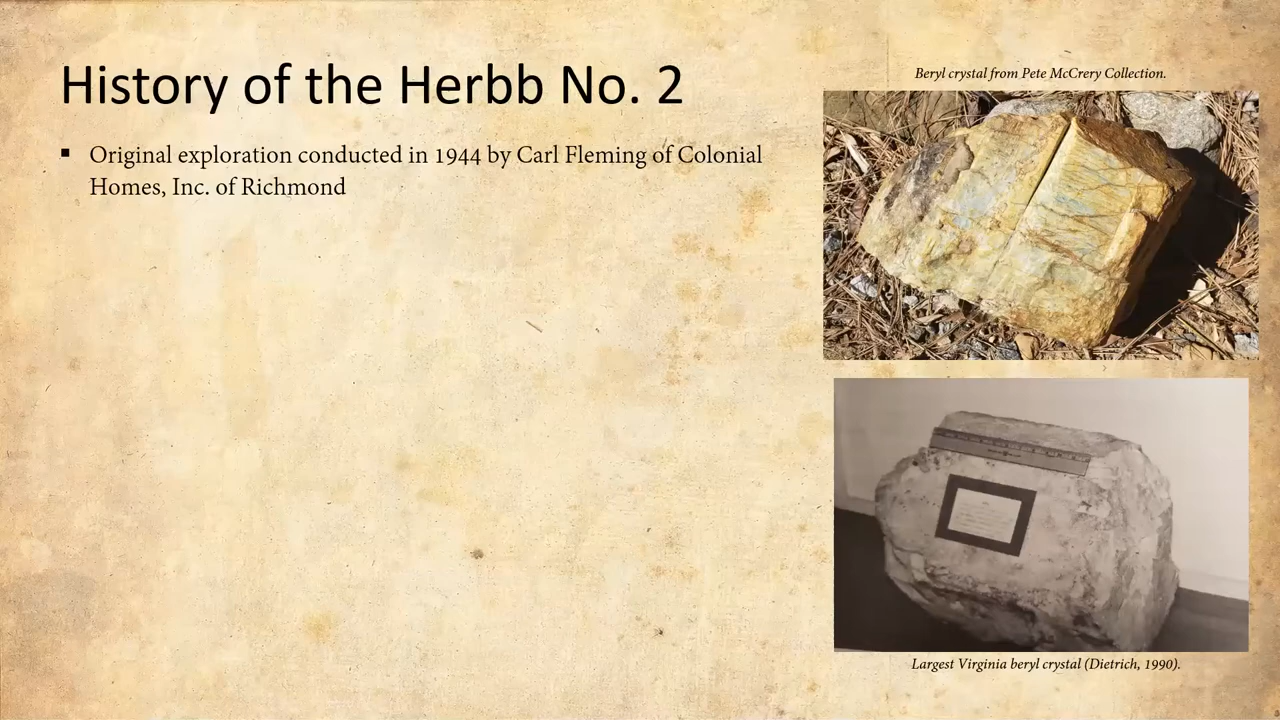 History of the Herbb No. 2
▪ Original exploration conducted in 1944 by Carl Fleming of Colonial
Homes, Inc. of Richmond
Beryl crystal from Pete McCrery Collection.
Largest Virginia beryl crystal (Dietrich, 1990).